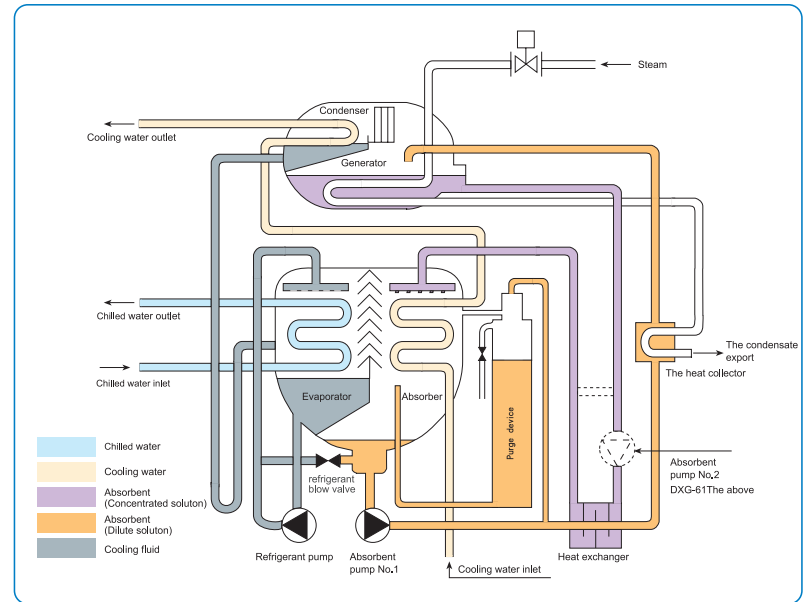 Steam
Condenser
Cooling water outlet
Generator
Chilled water outlet
Chilled water inlet
The condensate
export
The heat collector
Evaporator
Absorber
Purge device
Chilled water
Cooling water
Absorbent
(Concentrated soluton)
Absorbent
(Dilute soluton)
Cooling fluid
refrigerant
blow valve
Absorbent
pump No.2
DXG-61The above
Refrigerant pump
Absorbent
pump No.1
Cooling water inlet
Heat exchanger